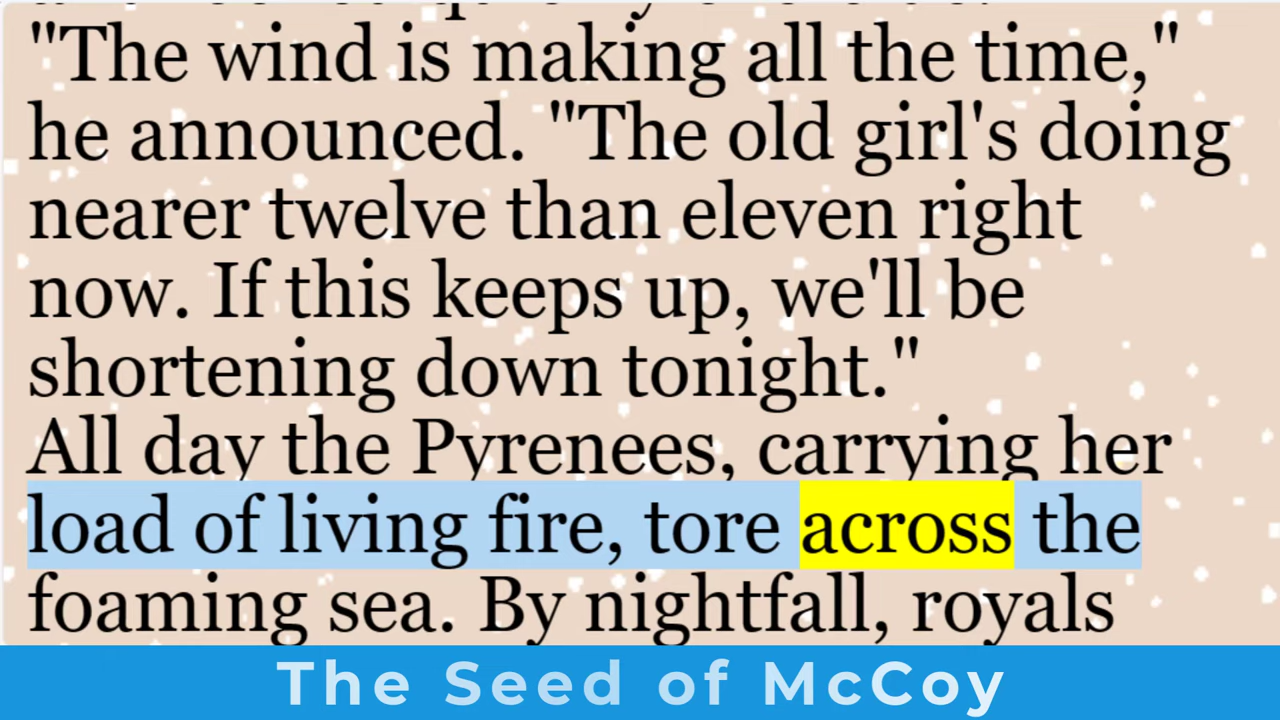 "The wind is making all the time,"
he announced. "The old girl's doing
nearer twelve than eleven right
now. If this keeps up, we'll be
shortening down tonight."
All day the Pyrenees, carrying her
load of living fire, tore across the
foaming sea. By nightfall, royals
The Seed of McCoy